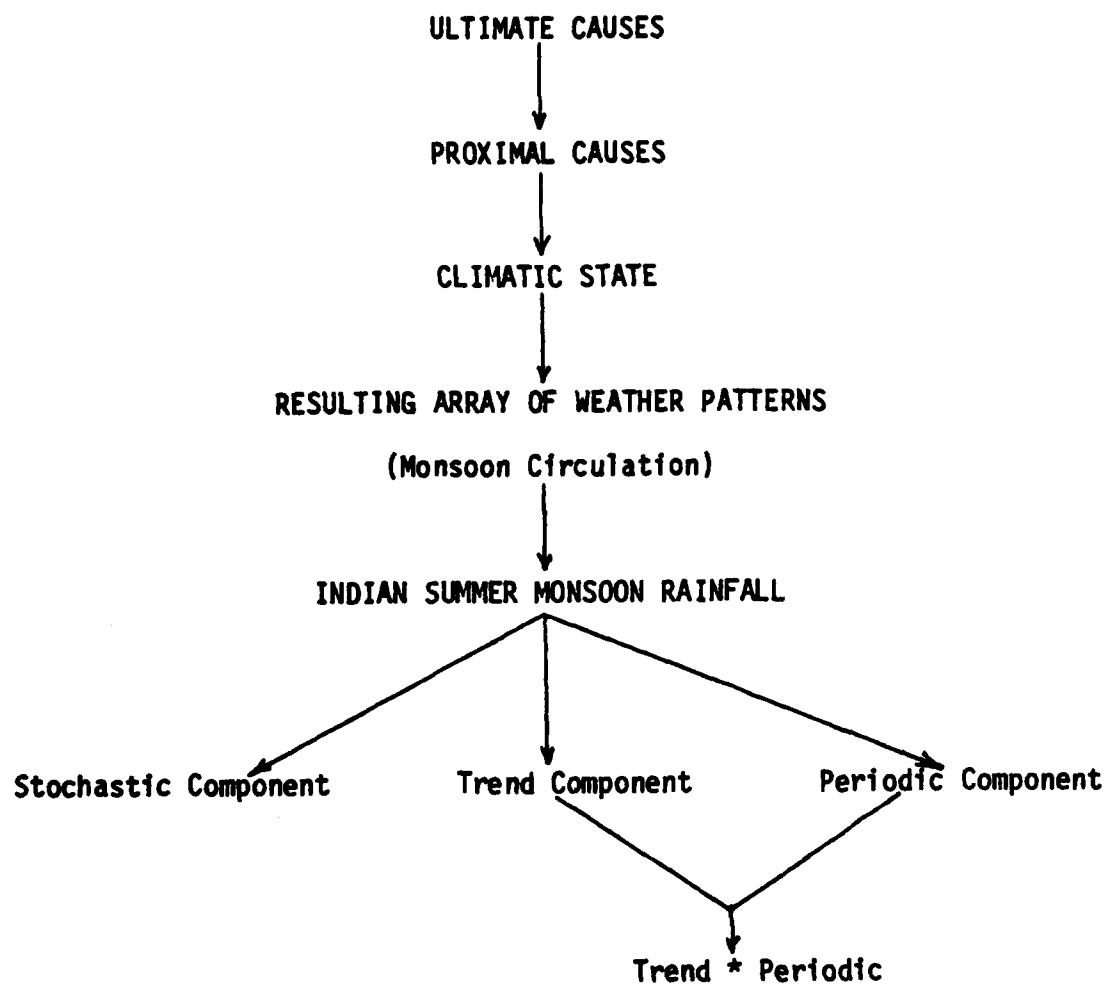 ULTIMATE CAUSES
PROXIMAL CAUSES
CLIMATIC STATE
RESULTING ARRAY OF WEATHER PATTERNS
(Monsoon Circulation)
INDIAN SUMMER MONSOON RAINFALL
Stochastic Component Trend Component Periodic Component
Trend * Periodic